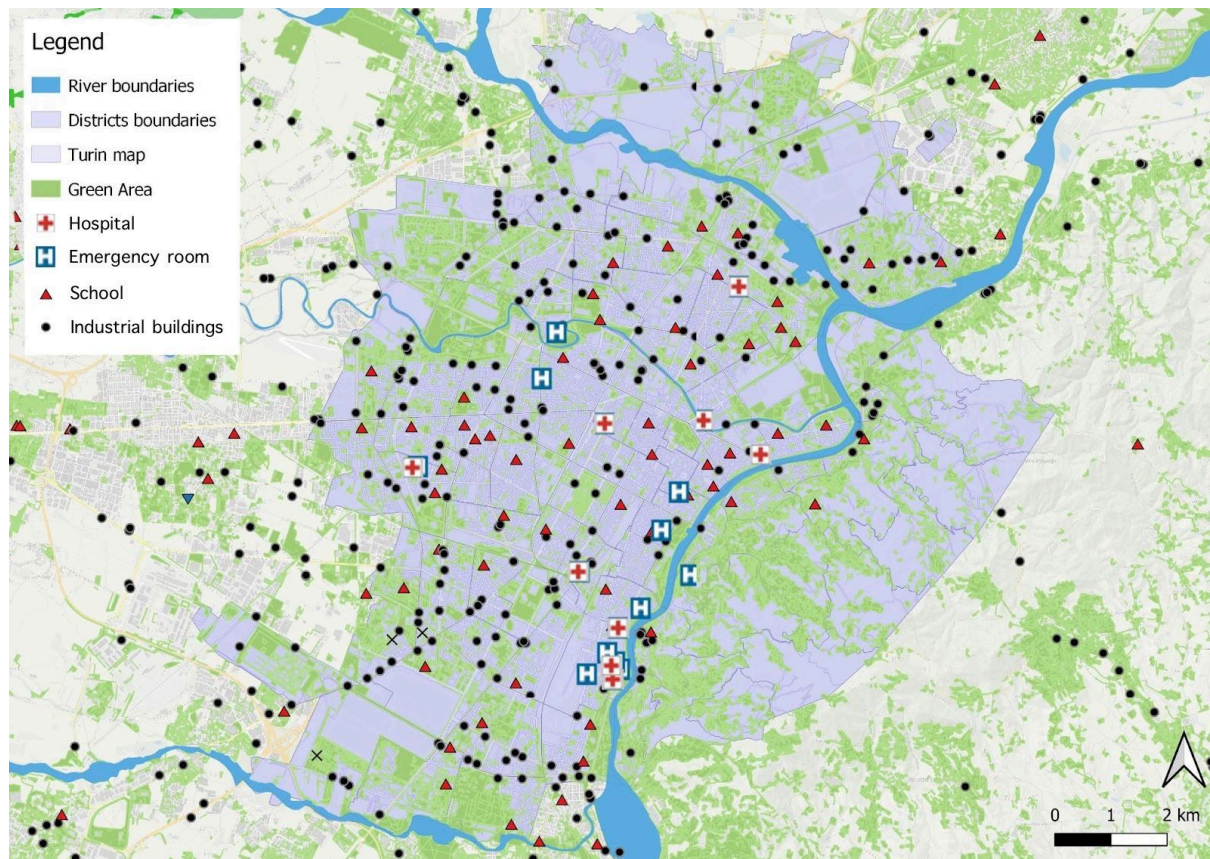 Legend
River boundaries
Districts boundaries
Turin map
Green Area
Hospital
H Emergency room
School
Industrial buildings
H
H
H
H
H
H
H
H
H
0 1 2 km